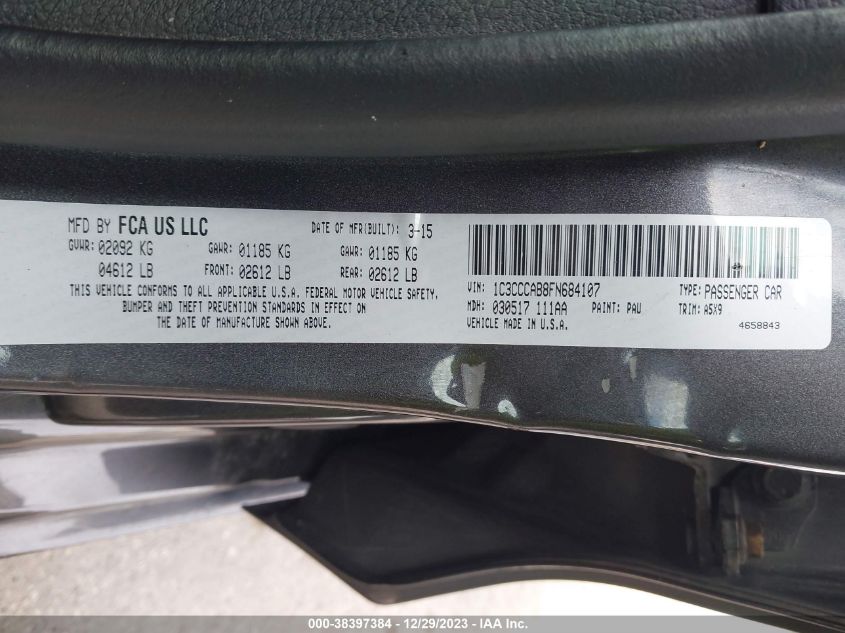 MFD BY FCA US LLC
DATE OF MFR(BUILT): 3-15
GVWR: 02092 KG GAWR: 01185 KG GAWR: 01185 KG
04612 LB FRONT: 02612 LB REAR: 02612 LB
THIS VEHICLE CONFORMS TO ALL APPLICABLE U.S.A. FEDERAL MOTOR VEHICLE SAFETY,
BUMPER AND THEFT PREVENTION STANDARDS IN EFFECT ON
THE DATE OF MANUFACTURE SHOWN ABOVE.
VIN: 1C3CCCAB8FN684107 TYPE: PASSENGER CAR
MDH: 030517 111AA PAINT: PAU TRIM: A5X9
VEHICLE MADE IN U.S.A. 4658843
000-38397384 - 12/29/2023 - IAA Inc.